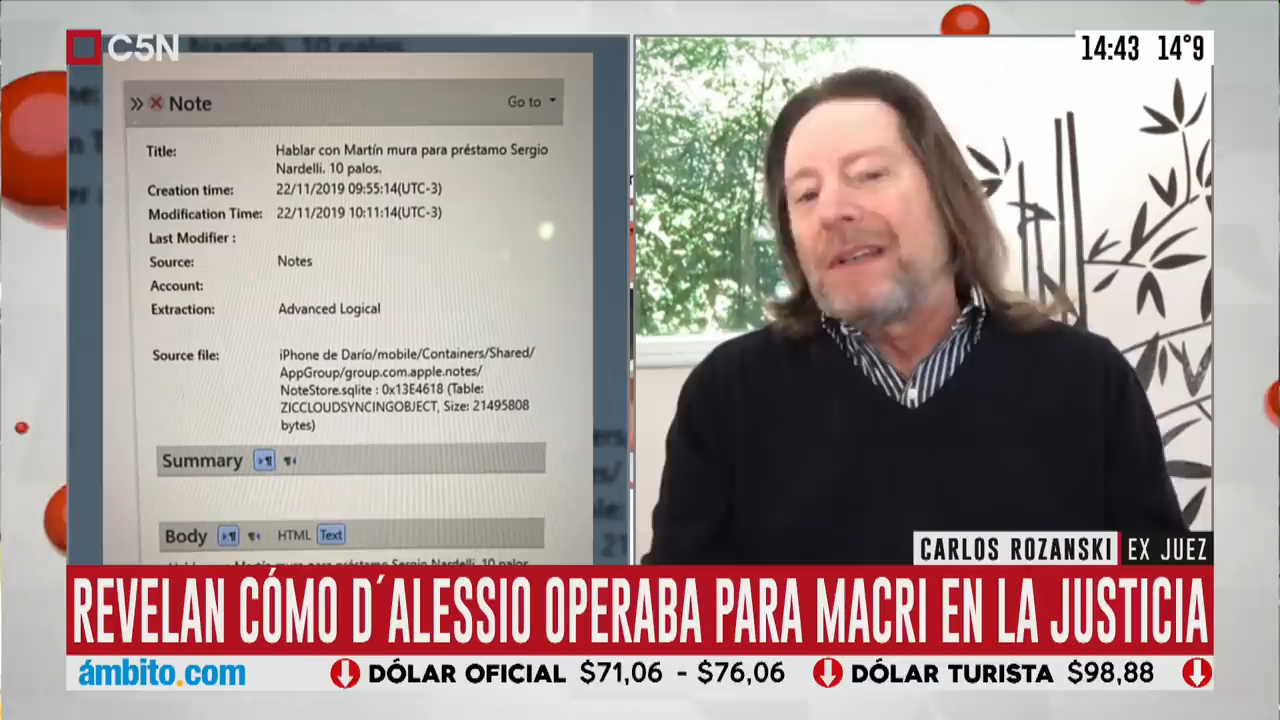 C5N
14:43 14°9
Nardelli. 10 palos.
Note
Go to
Title:
Hablar con Martín mura para préstamo Sergio
Nardelli. 10 palos.
Creation time: 22/11/2019 09:55:14(UTC-3)
Modification Time: 22/11/2019 10:11:14(UTC-3)
Last Modifier :
Source: Notes
Account:
Extraction: Advanced Logical
Source file: iPhone de Darío/mobile/Containers/Shared/
AppGroup/group.com.apple.notes/
NoteStore.sqlite : 0x13E4618 (Table:
ZICCLOUDSYNCINGOBJECT, Size: 21495808
bytes)
Summary
Body HTML Text
CARLOS ROZANSKI EX JUEZ
REVELAN CÓMO D´ALESSIO OPERABA PARA MACRI EN LA JUSTICIA
ámbito.com DÓLAR OFICIAL $71,06 - $76,06 DÓLAR TURISTA $98,88